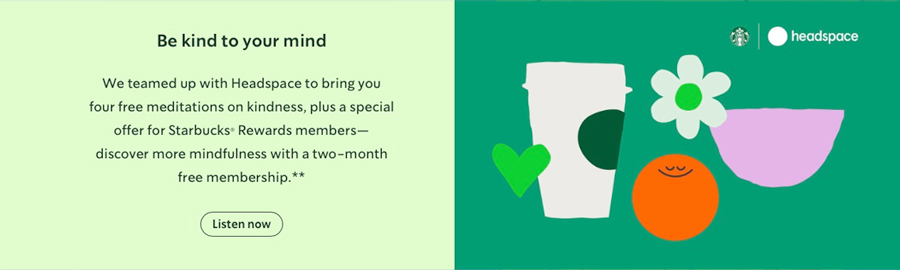 Be kind to your mind
We teamed up with Headspace to bring you
four free meditations on kindness, plus a special
offer for Starbucks® Rewards members—
discover more mindfulness with a two-month
free membership.**
Listen now
headspace